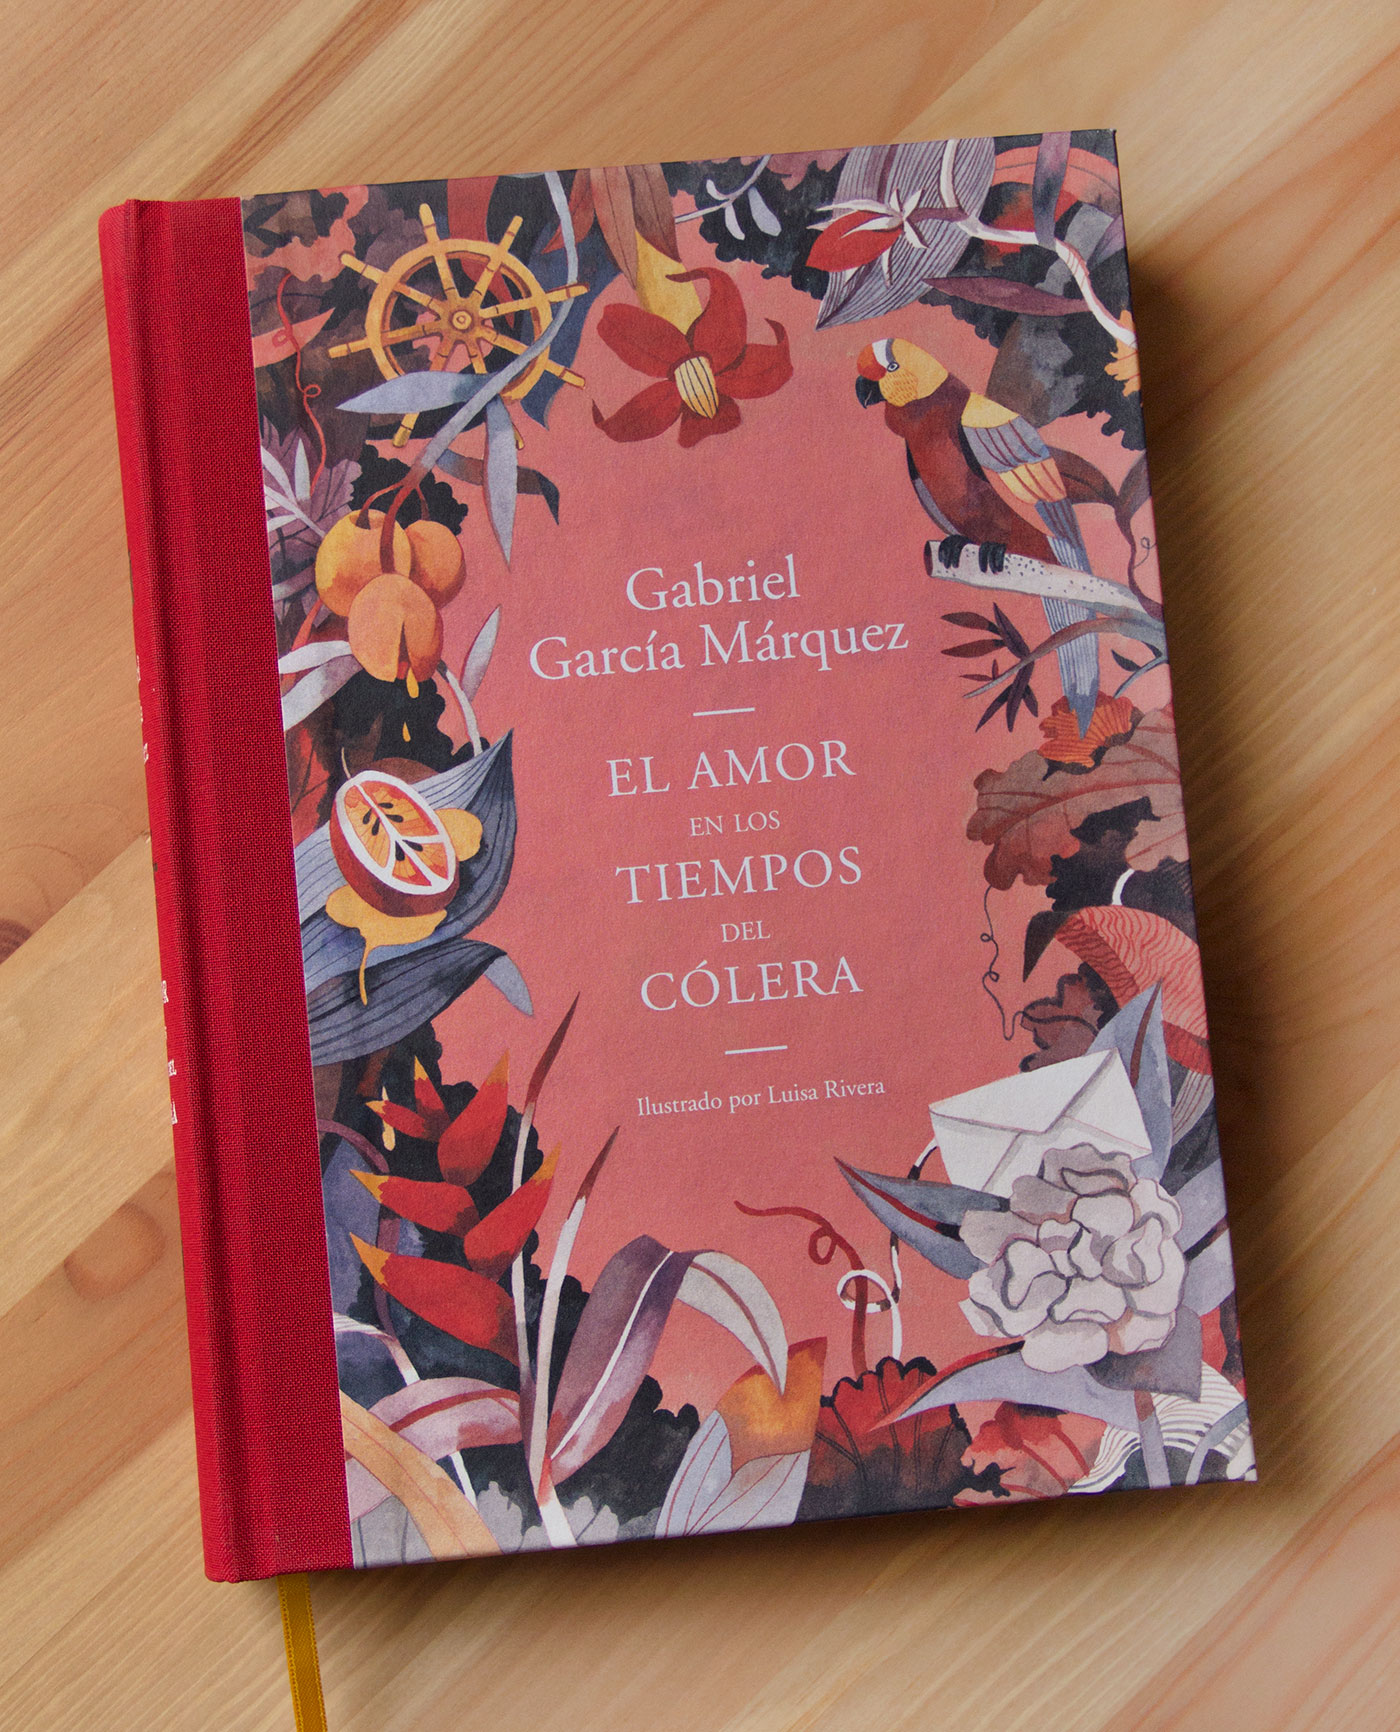 Gabriel
García Márquez
EL AMOR
EN LOS
TIEMPOS
DEL
CÓLERA
Ilustrado por Luisa Rivera